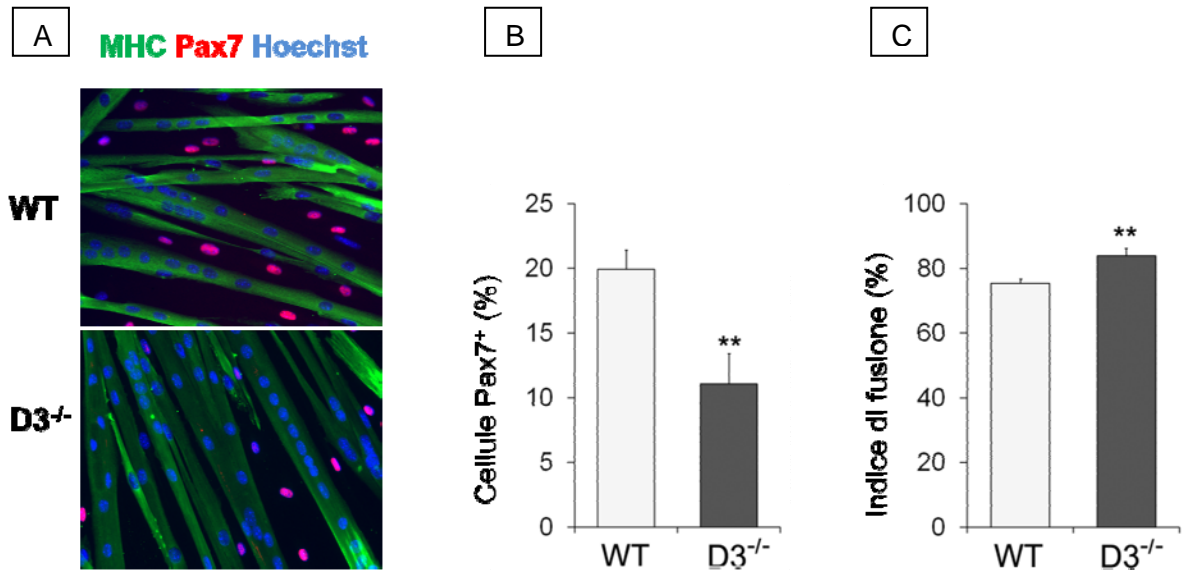 A
MHC Pax7 Hoechst
WT
D3-/-
B
Cellule Pax7+ (%)
25
20
15
10
5
0
**
WT
D3-/-
C
Indice di fusione (%)
100
80
60
40
20
0
**
WT
D3-/-